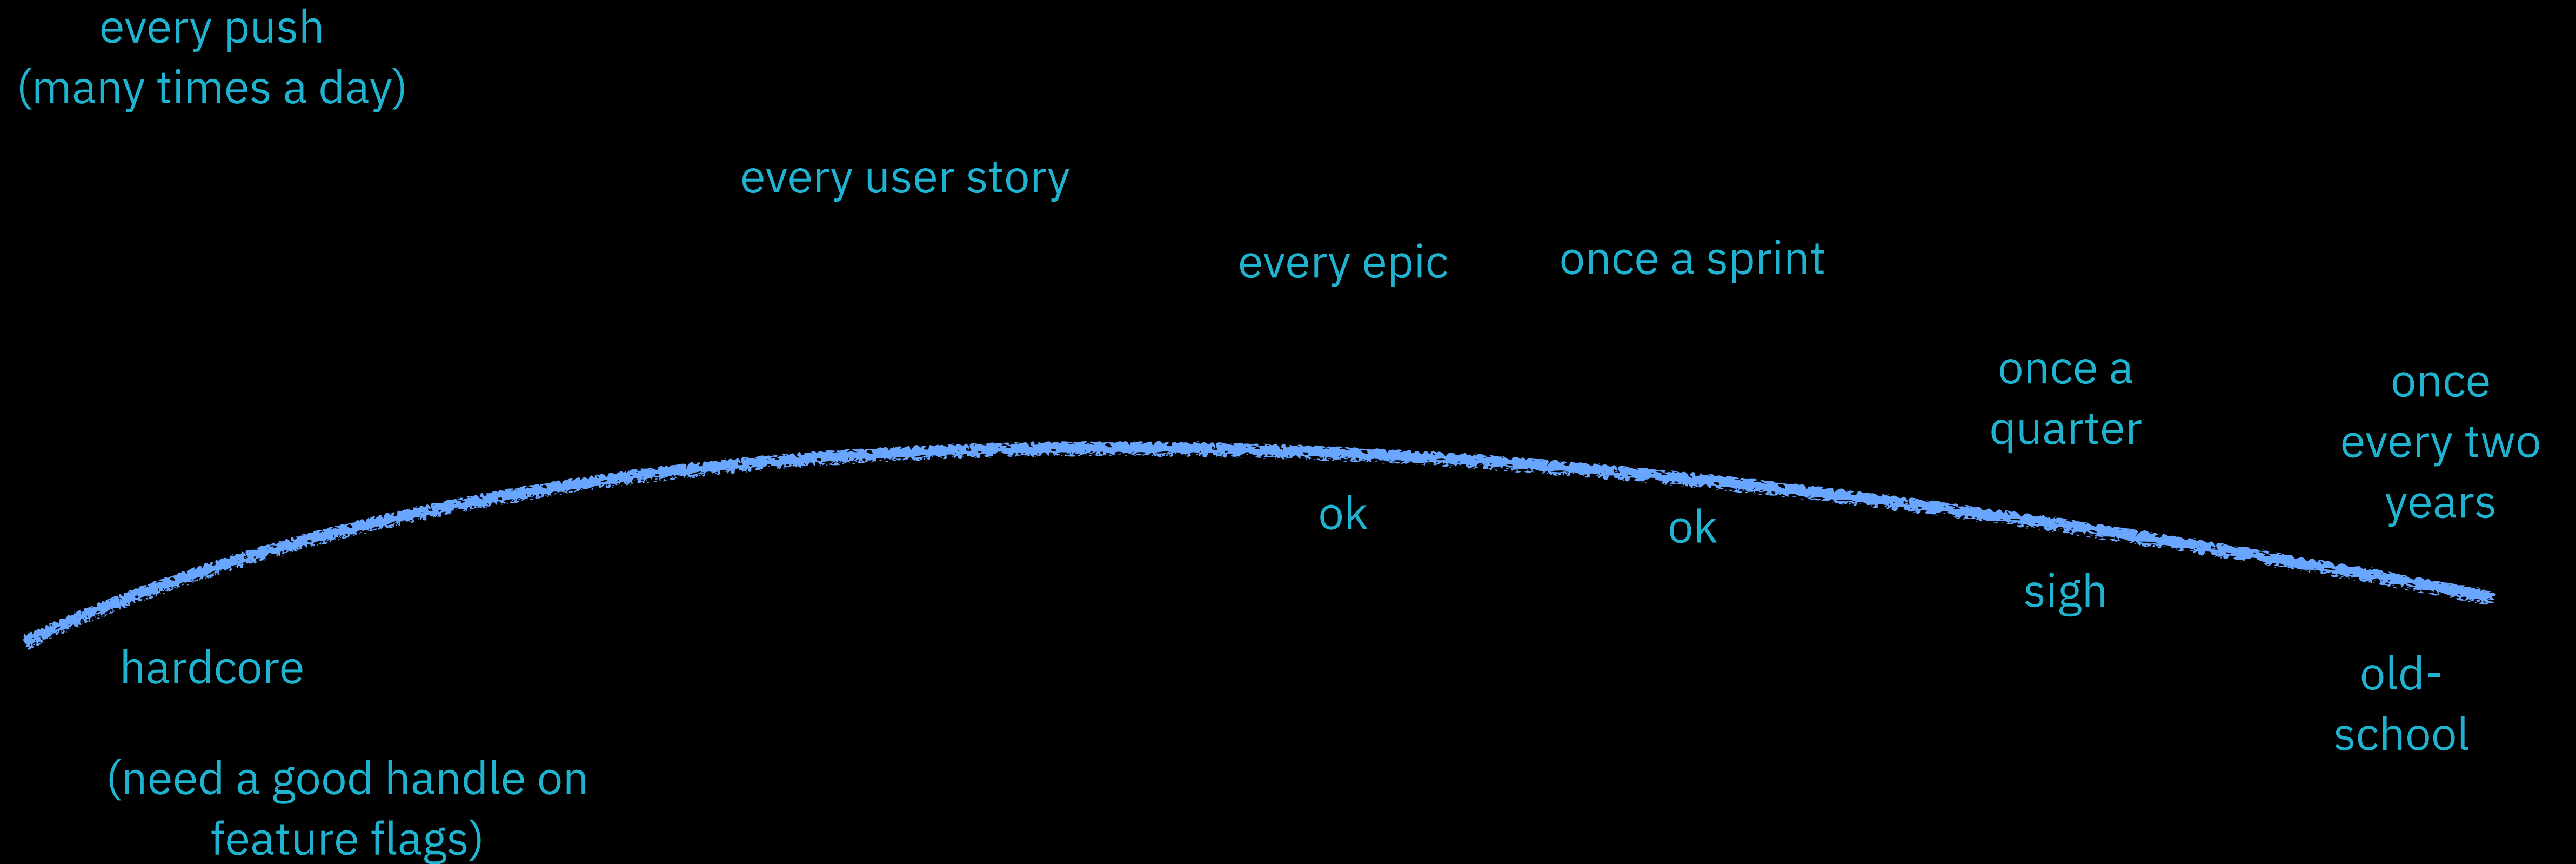 every push
(many times a day)
every user story
every epic
once a sprint
once a
quarter
once
every two
years
ok
ok
sigh
hardcore
old-
school
(need a good handle on
feature flags)